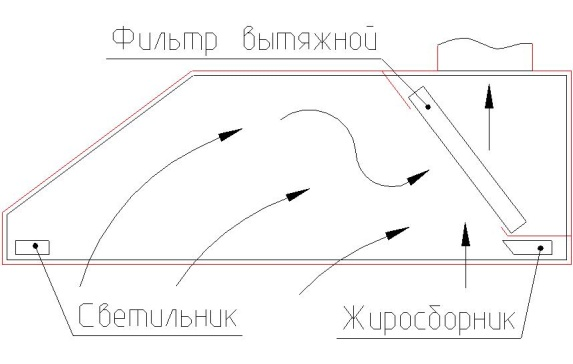 Фильтр вытяжной
Светильник
Жиросборник